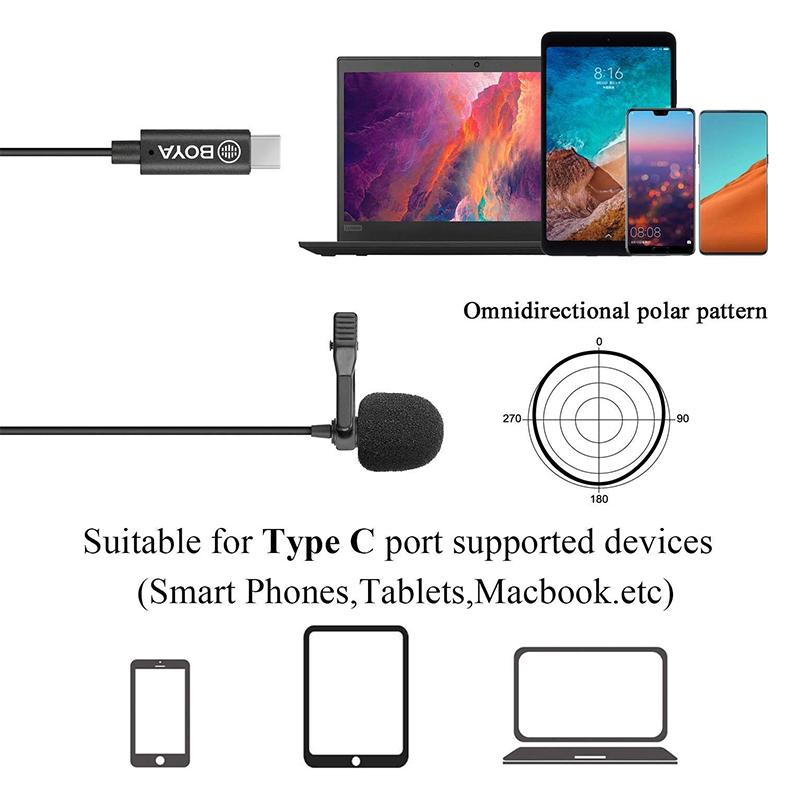 BOYA
8:16
08:08
Omnidirectional polar pattern
0
270
90
180
Suitable for Type C port supported devices
(Smart Phones,Tablets,Macbook.etc)